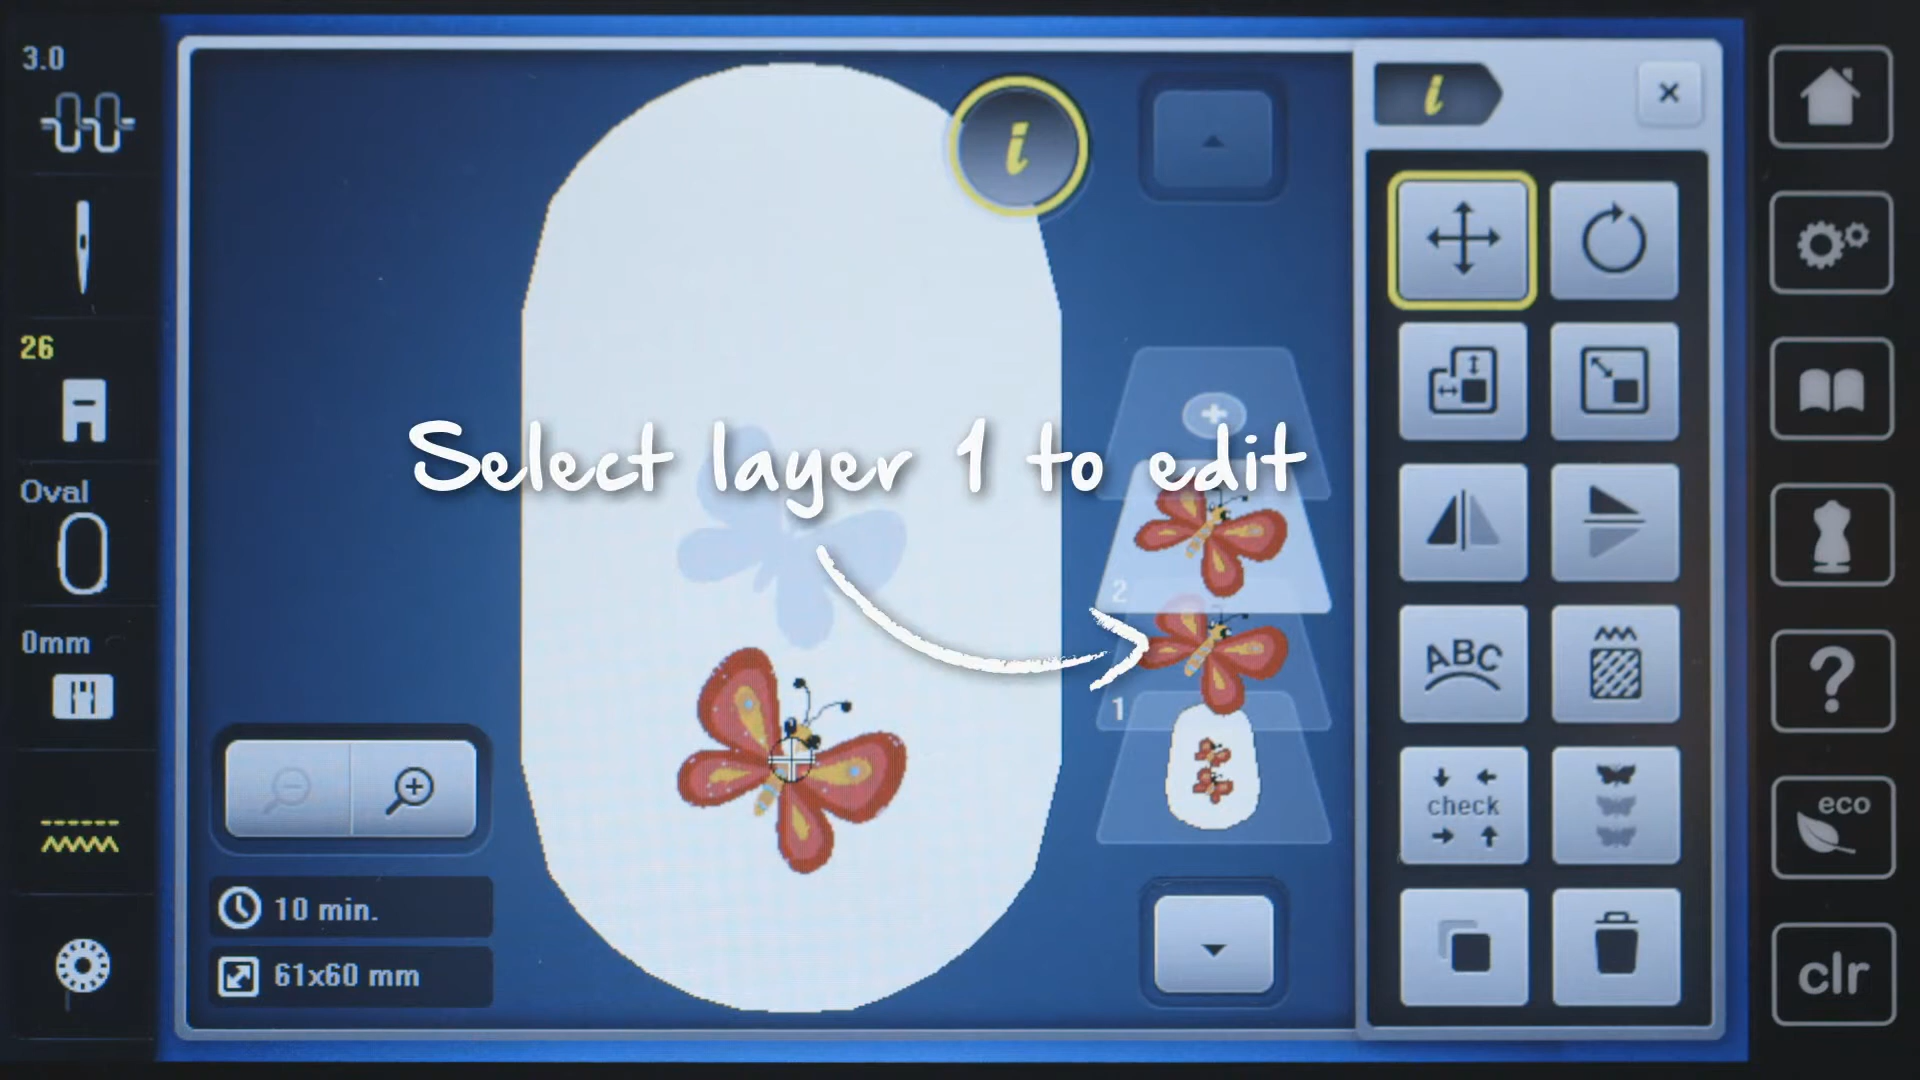 3.0
i
i
26
Select layer 1 to edit
Oval
2
0mm
ABC
1
check
eco
10 min.
61x60 mm
clr
?